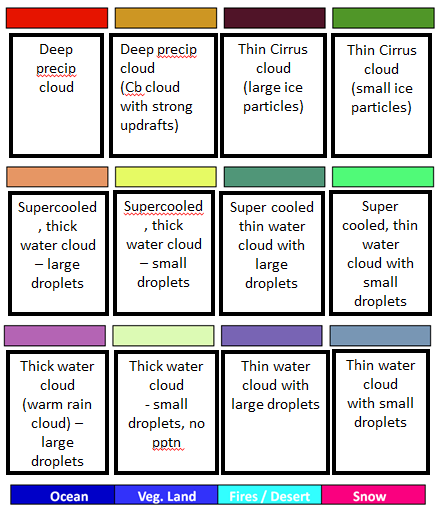 Deep
precip
cloud
Deep precip
cloud
(Cb cloud
with strong
updrafts)
Thin Cirrus
cloud
(large ice
particles)
Thin Cirrus
cloud
(small ice
particles)
Supercooled
, thick
water cloud
– large
droplets
Supercooled
, thick
water cloud
– small
droplets
Super cooled
thin water
cloud with
large
droplets
Super
cooled, thin
water
cloud with
small
droplets
Thick water
cloud
(warm rain
cloud) –
large
droplets
Thick water
cloud
- small
droplets, no
pptn
Thin water
cloud with
large droplets
Thin water
cloud
with small
droplets
Ocean Veg. Land Fires / Desert Snow